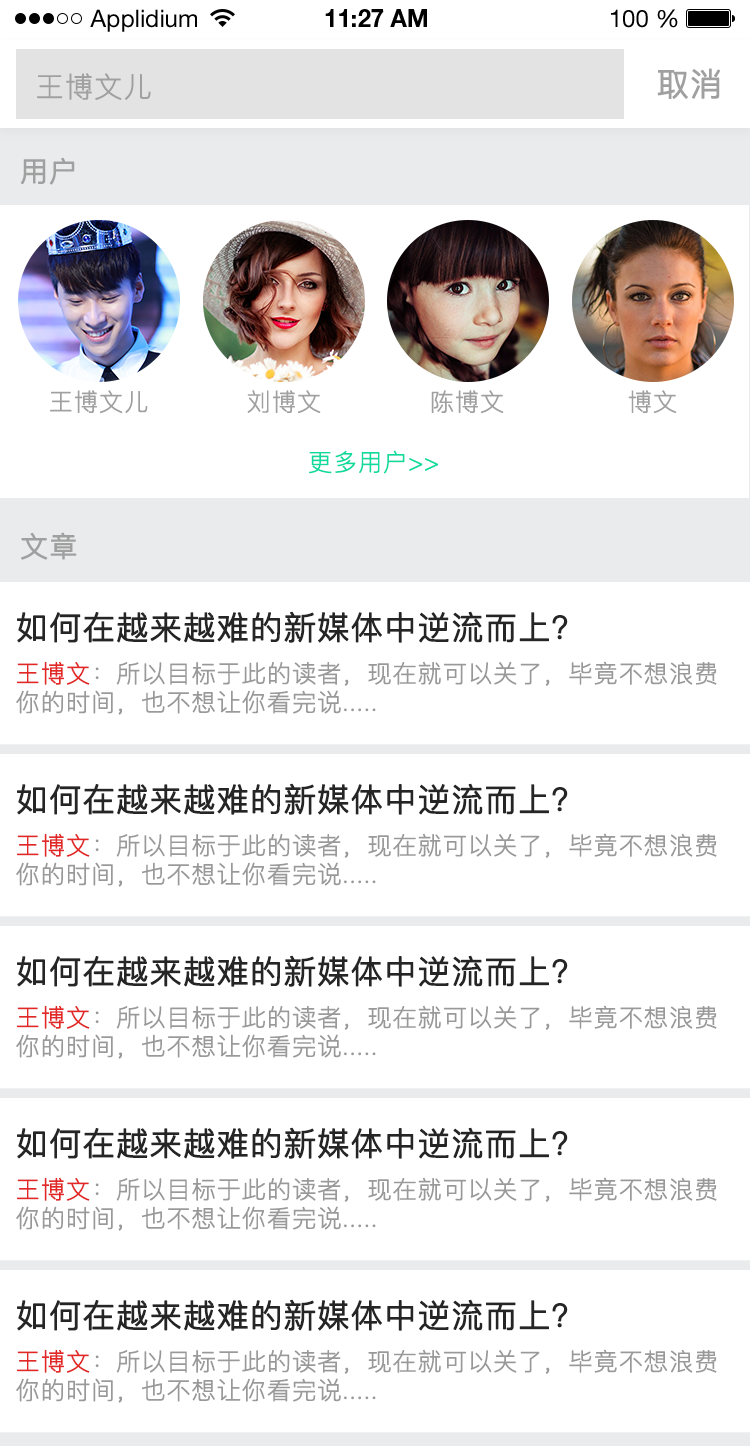 Applidium 11:27 AM 100 %
王博文儿 取消
用户
王博文儿 刘博文 陈博文 博文
更多用户>>
文章
如何在越来越难的新媒体中逆流而上?
王博文：所以目标于此的读者，现在就可以关了，毕竟不想浪费
你的时间，也不想让你看完说.....
如何在越来越难的新媒体中逆流而上?
王博文：所以目标于此的读者，现在就可以关了，毕竟不想浪费
你的时间，也不想让你看完说.....
如何在越来越难的新媒体中逆流而上?
王博文：所以目标于此的读者，现在就可以关了，毕竟不想浪费
你的时间，也不想让你看完说.....
如何在越来越难的新媒体中逆流而上?
王博文：所以目标于此的读者，现在就可以关了，毕竟不想浪费
你的时间，也不想让你看完说.....
如何在越来越难的新媒体中逆流而上?
王博文：所以目标于此的读者，现在就可以关了，毕竟不想浪费
你的时间，也不想让你看完说.....